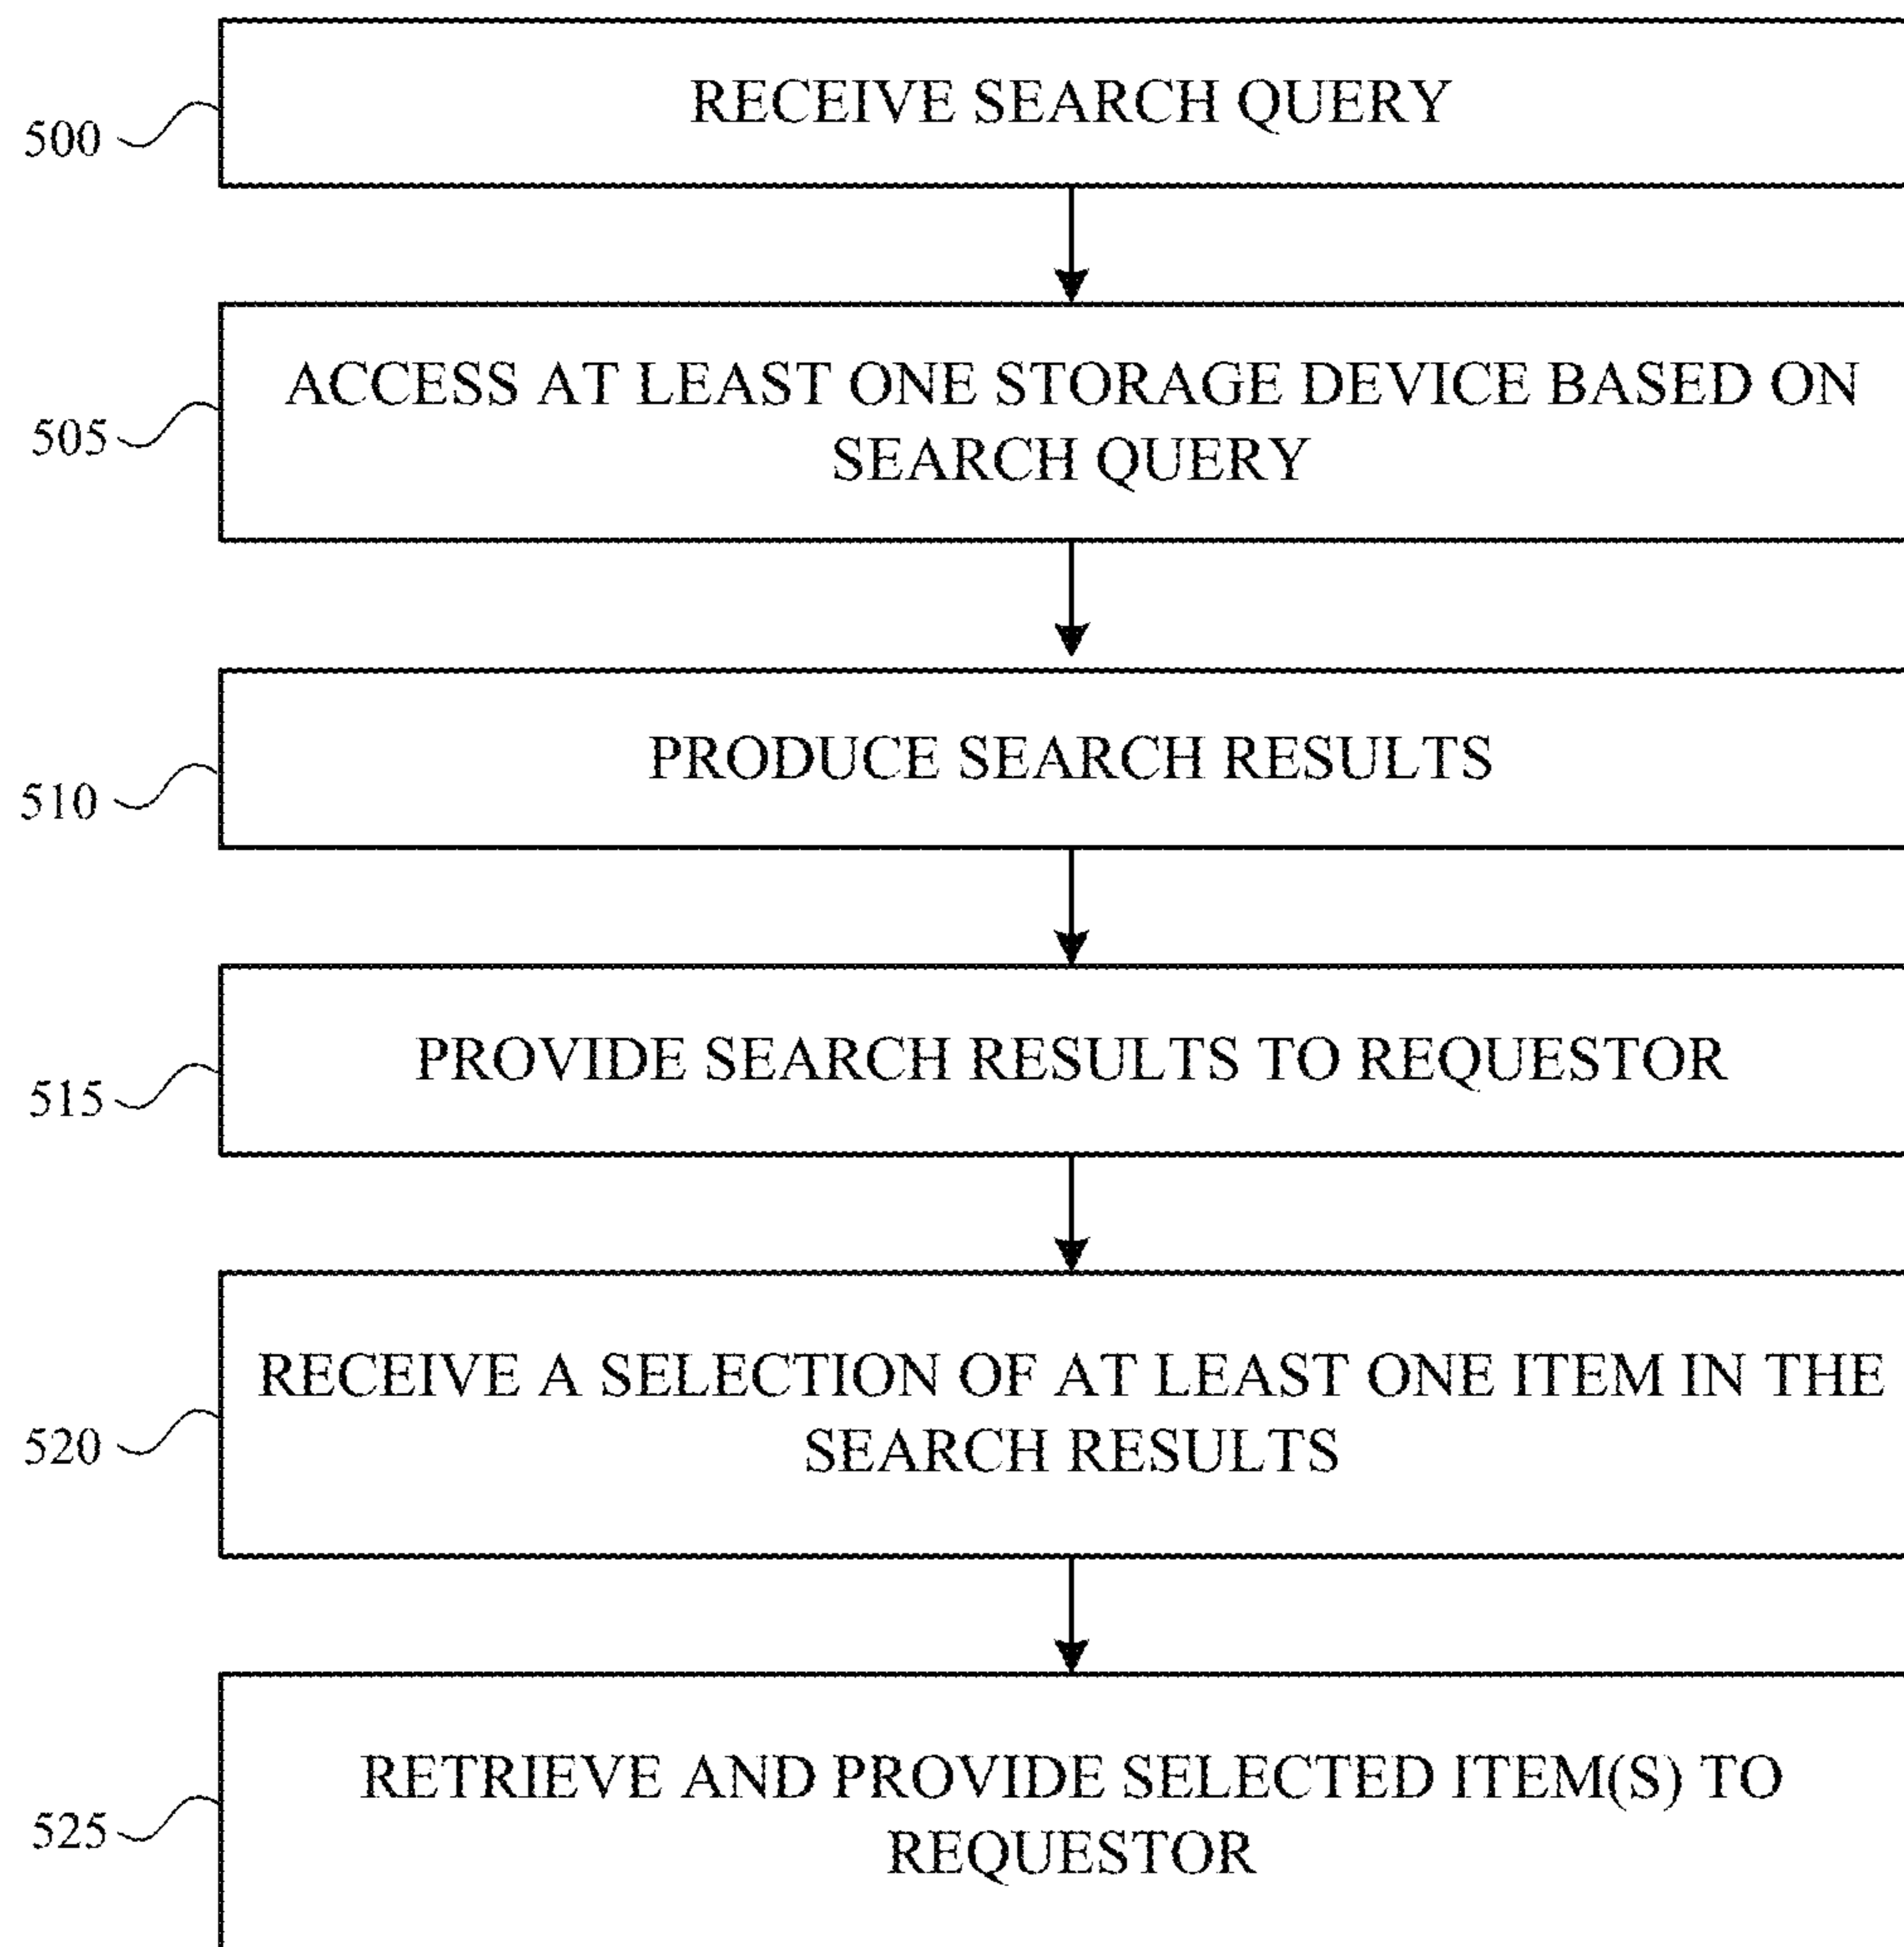 RECEIVE SEARCH QUERY
500
ACCESS AT LEAST ONE STORAGE DEVICE BASED ON
SEARCH QUERY
505
PRODUCE SEARCH RESULTS
510
PROVIDE SEARCH RESULTS TO REQUESTOR
515
RECEIVE A SELECTION OF AT LEAST ONE ITEM IN THE
SEARCH RESULTS
520
RETRIEVE AND PROVIDE SELECTED ITEM(S) TO
REQUESTOR
525